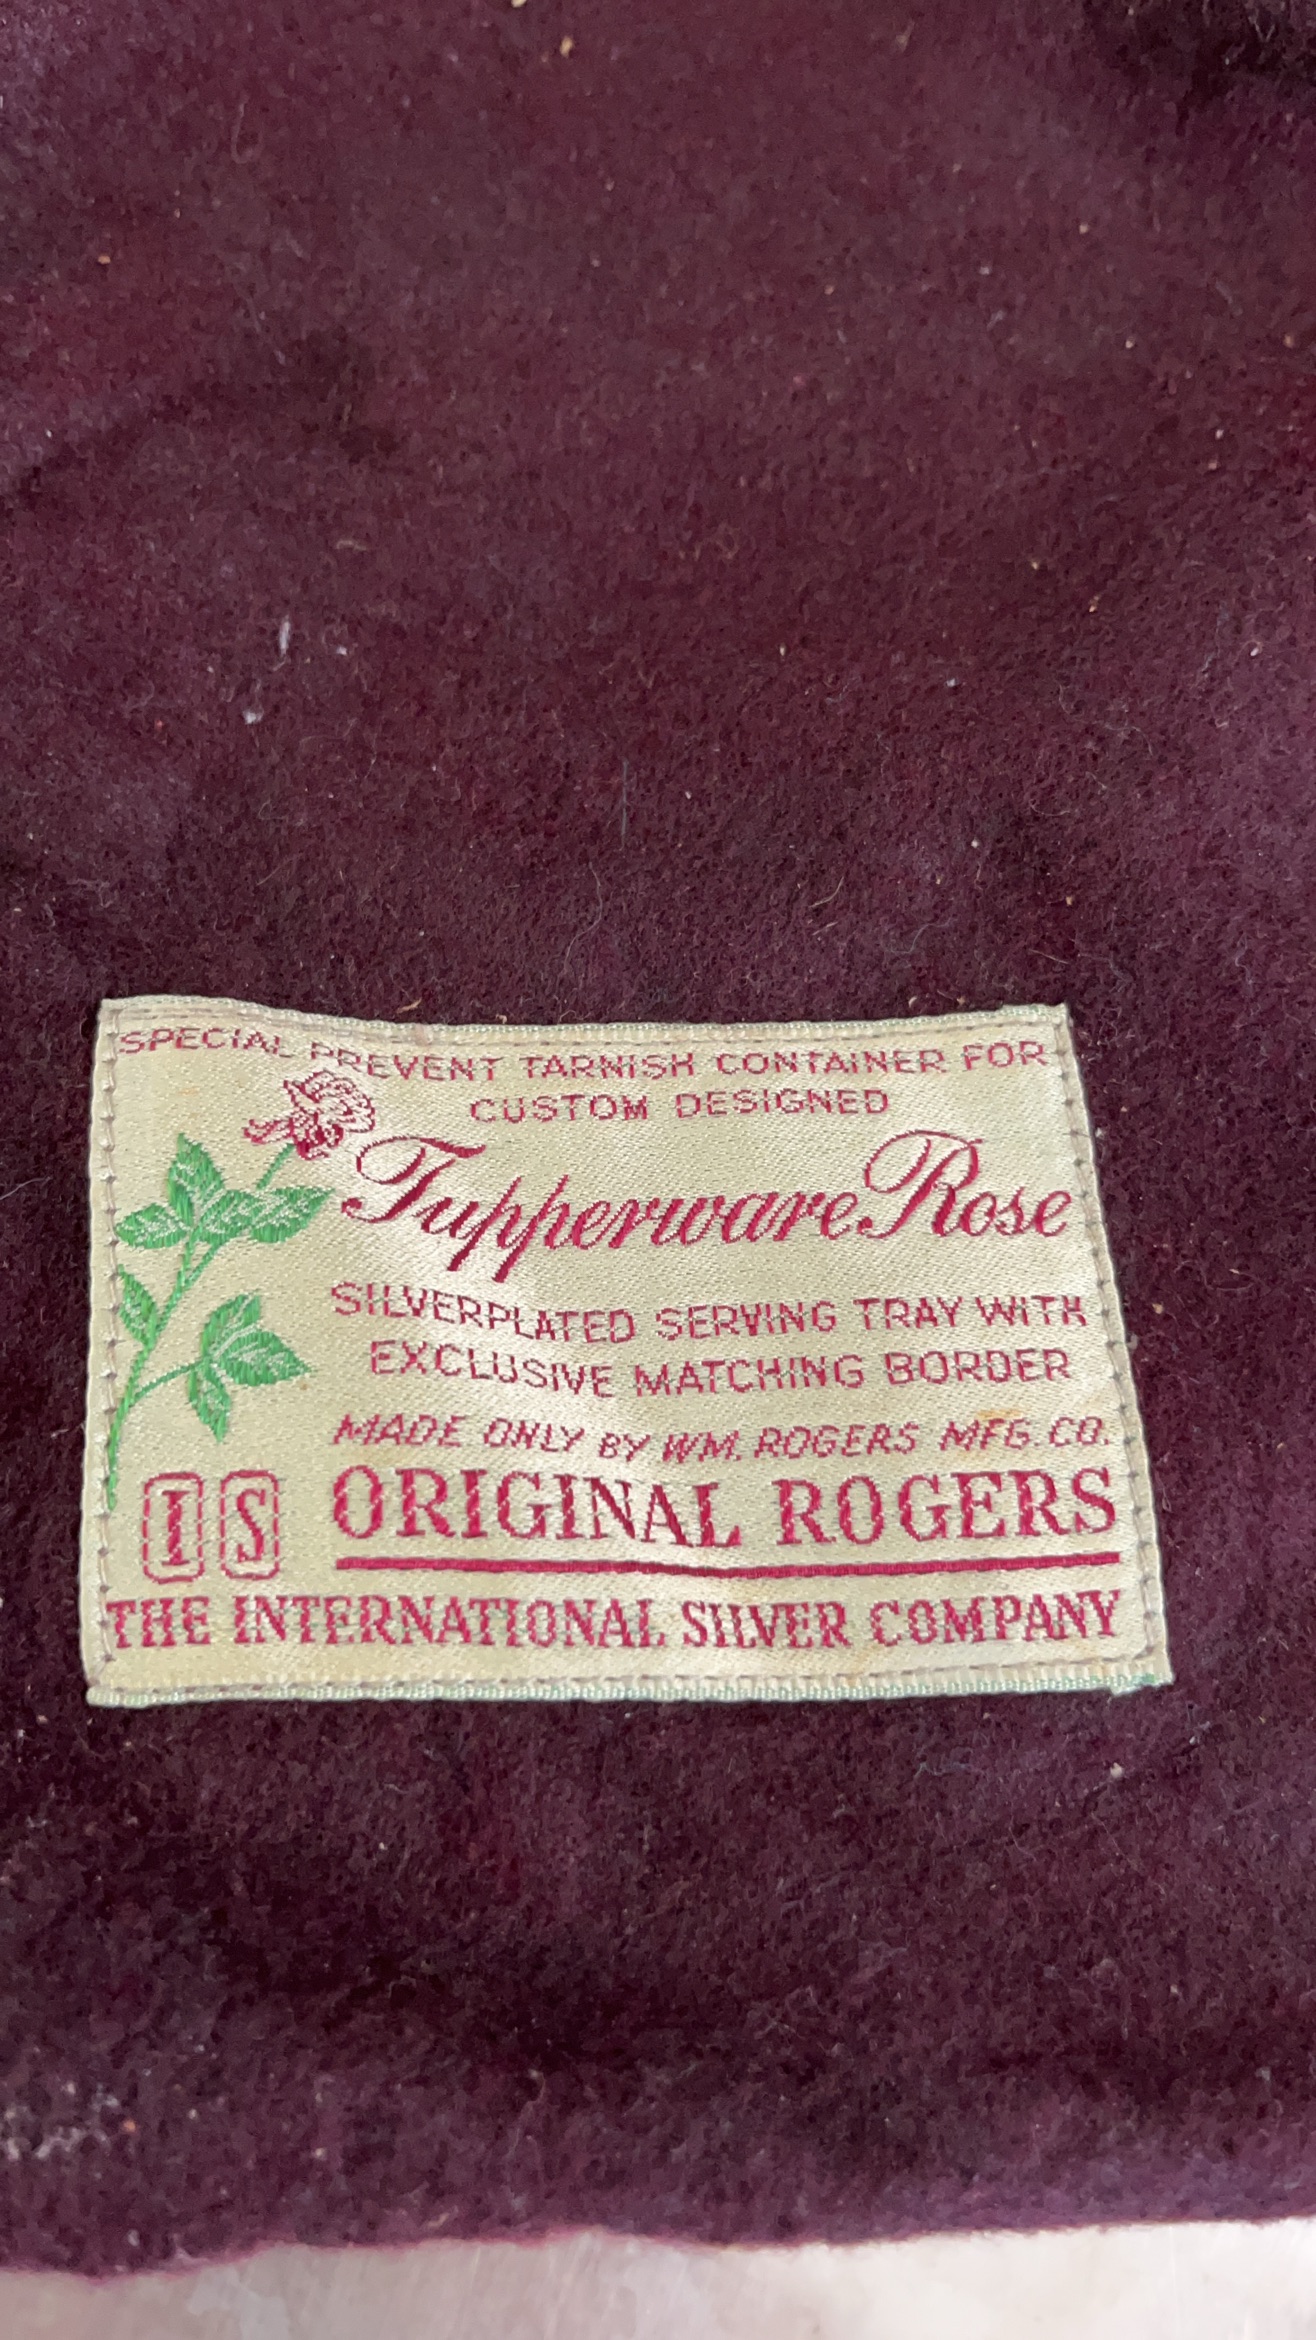 SPECIAL PREVENT TARNISH CONTAINER FOR
CUSTOM DESIGNED
Tupperware Rose
SILVERPLATED SERVING TRAY WITH
EXCLUSIVE MATCHING BORDER
MADE ONLY BY WM. ROGERS MFG. CO.
I S ORIGINAL ROGERS
THE INTERNATIONAL SILVER COMPANY